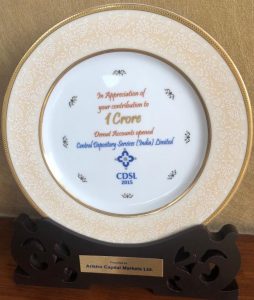 In Appreciation of
your contribution to
1 Crore
Demat Accounts opened
Central Depository Services (India) Limited
CDSL
2015
Presented to
Arihant Capital Markets Ltd.